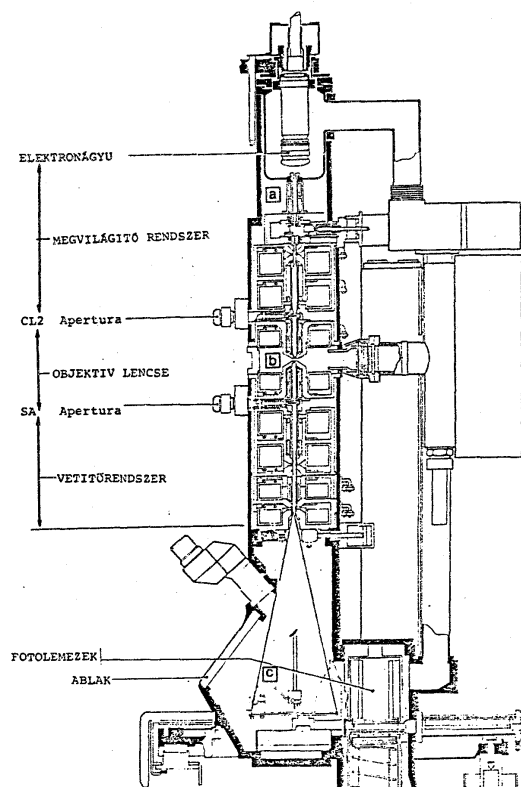 ELEKTRONÁGYU
a
MEGVILÁGITÓ RENDSZER
CL2 Apertura
b
OBJEKTIV LENCSE
SA Apertura
VETITŐRENDSZER
FOTOLEMEZEK
c
ABLAK